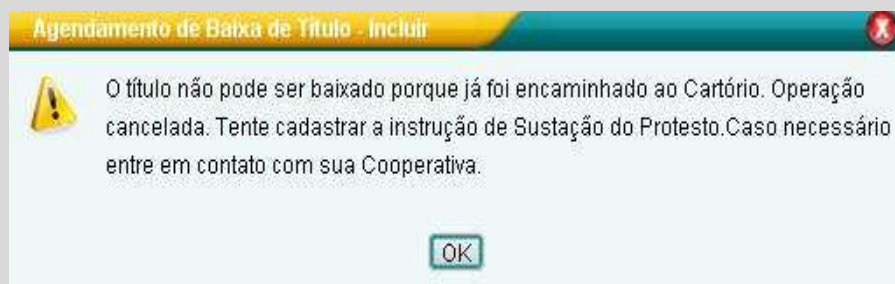 Agendamento de Baixa de Título - Incluir
O título não pode ser baixado porque já foi encaminhado ao Cartório. Operação
cancelada. Tente cadastrar a instrução de Sustação do Protesto.Caso necessário
entre em contato com sua Cooperativa.
OK